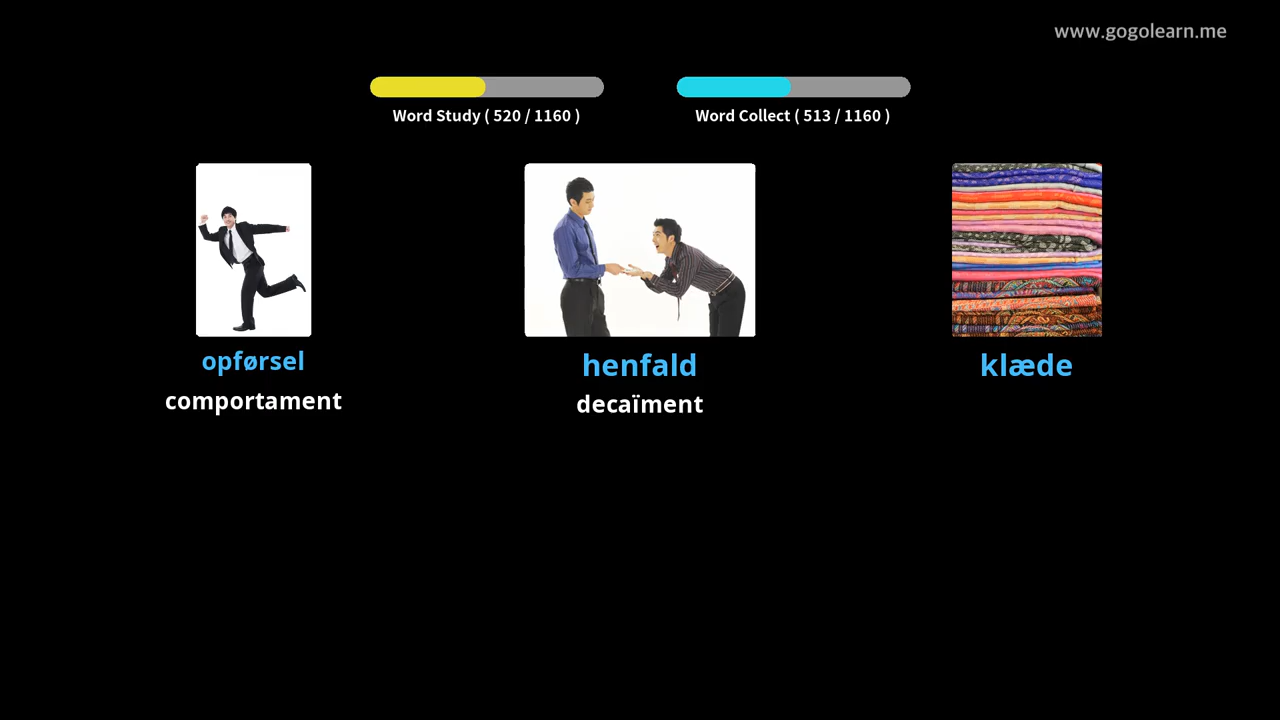 www.gogolearn.me
Word Study ( 520 / 1160 )
Word Collect ( 513 / 1160 )
opførsel
comportament
henfald
decaïment
klæde